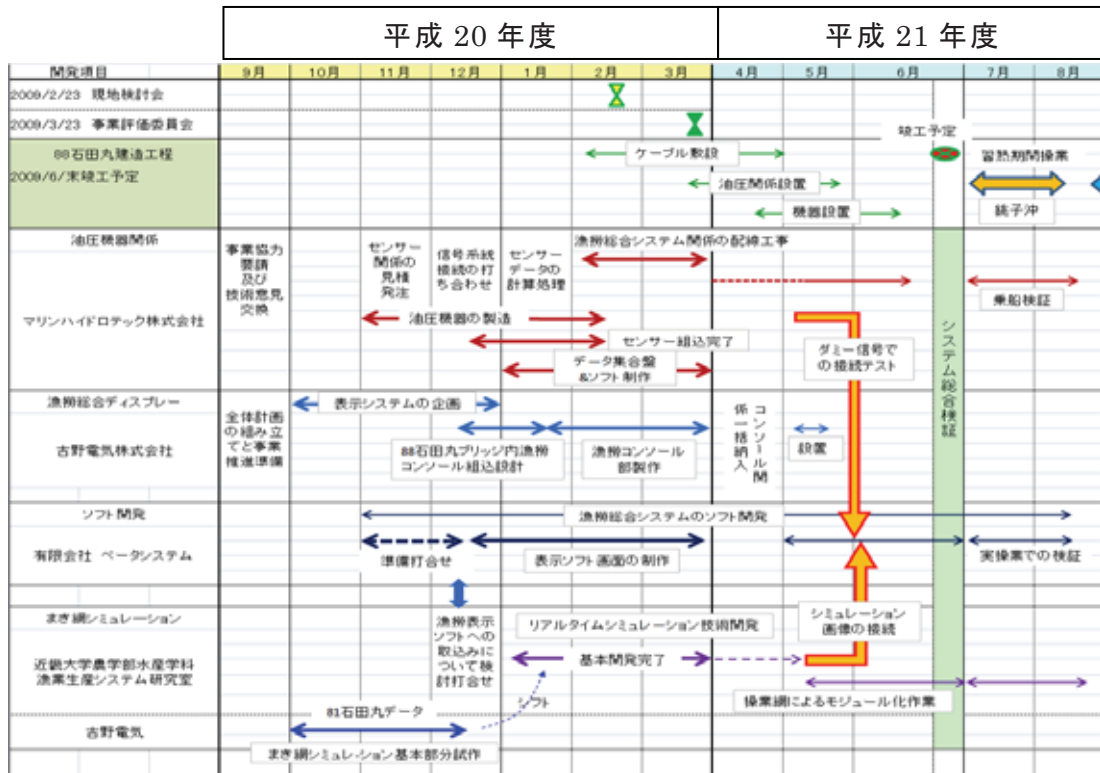 平成 20 年度 平成 21 年度
開発項目 9月 10月 11月 12月 1月 2月 3月 4月 5月 6月 7月 8月
2009/2/23 現地検討会
2009/3/23 事業評価委員会
竣工予定
88石田丸建造工程
2009/6/末竣工予定
ケーブル敷設
習熟期間操業
油圧関係設置
機器設置
銚子沖
油圧機器関係
マリンハイドロテック株式会社
事業協力
要請
及び
技術意見
交換
センサー
関係の
見積
発注
信号系統
接続の打
ち合わせ
センサー
データの
計算処理
漁撈総合システム関係の配線工事
乗船検証
油圧機器の製造
センサー組込完了
データ集合盤
&ソフト制作
ダミー信号で
の接続テスト
システム総合検証
漁撈総合ディスプレー
古野電気株式会社
全体計画
の組み立
てと事業
推進準備
表示システムの企画
88石田丸ブリッジ内漁撈
コンソール組込設計
漁撈コンソール
部製作
コンソール関
係一括納入
設置
ソフト開発
有限会社 ベータシステム
漁撈総合システムのソフト開発
準備打合せ
表示ソフト画面の制作
実操業での検証
まき網シミュレーション
近畿大学農学部水産学科
漁業生産システム研究室
漁撈表示
ソフトへの
取込みに
ついて検
討打合せ
リアルタイムシミュレーション技術開発
シミュレーション
画像の接続
基本開発完了
操業網によるモジュール化作業
ソフト
81石田丸データ
古野電気
まき網シミュレーション基本部分試作